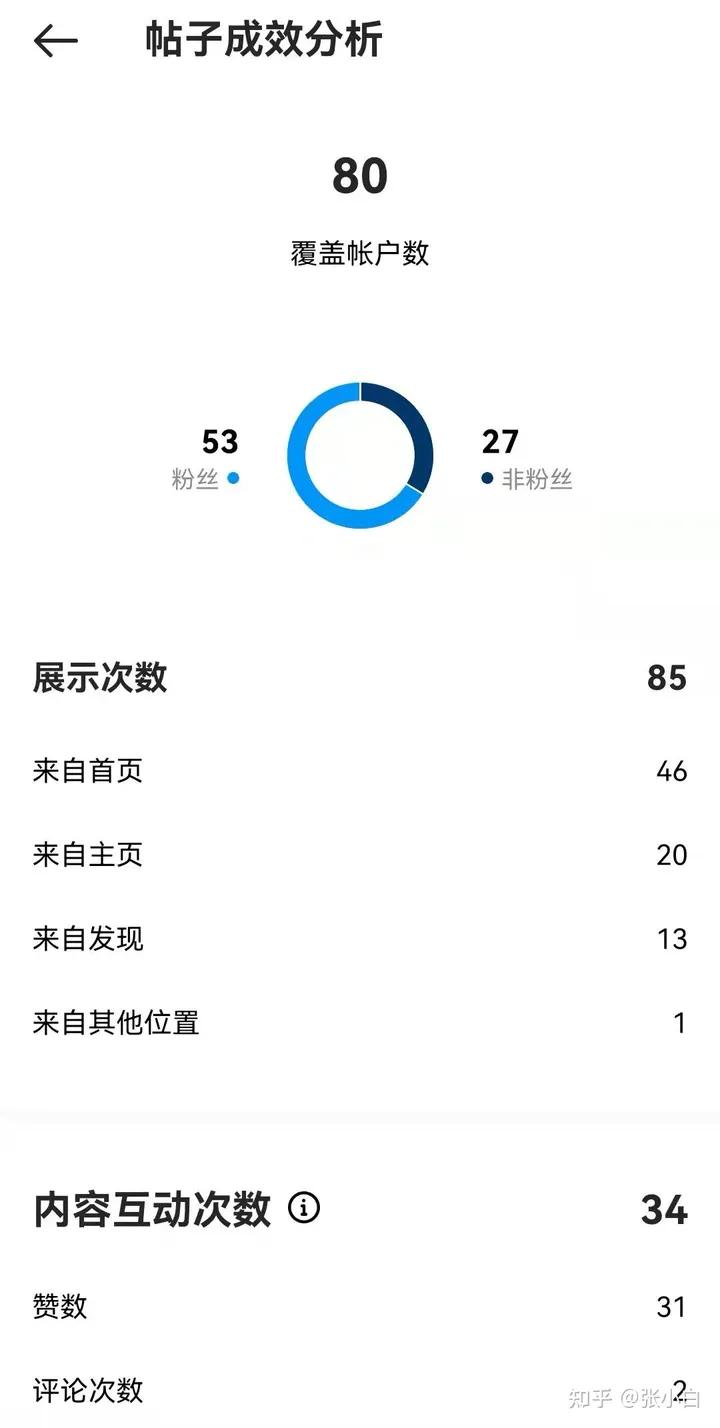 帖子成效分析
80
覆盖帐户数
53
粉丝
27
非粉丝
展示次数 85
来自首页 46
来自主页 20
来自发现 13
来自其他位置 1
内容互动次数 34
赞数 31
评论次数 2
知乎 @张小白